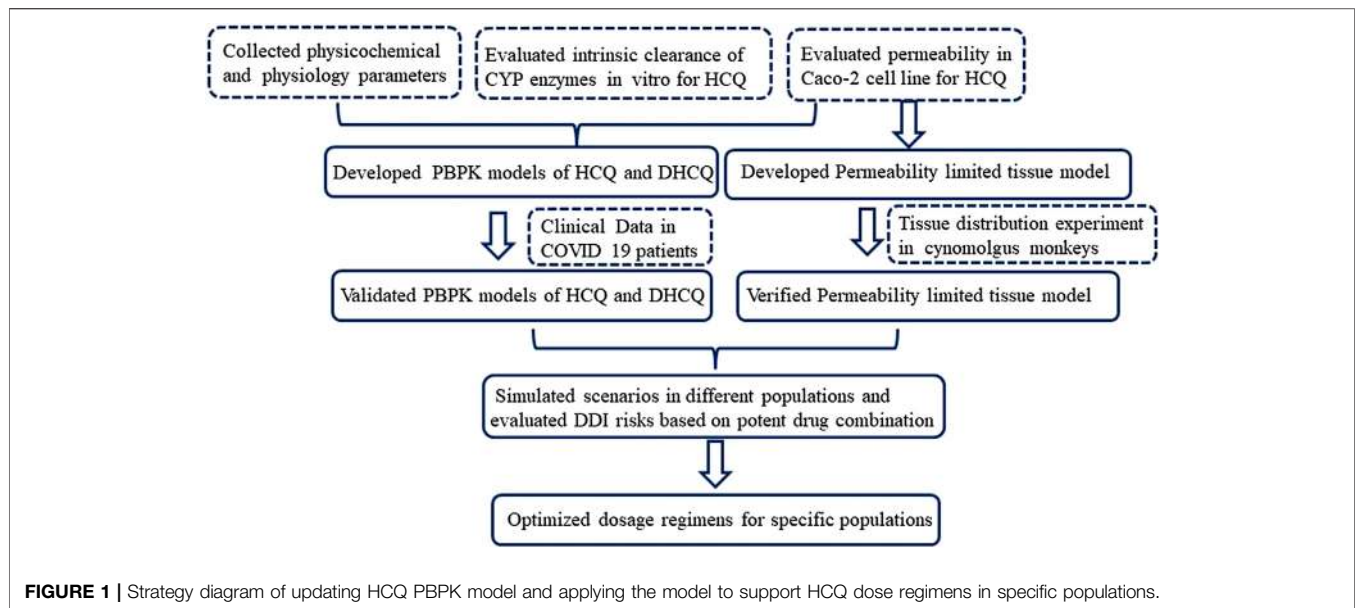 Collected physicochemical
and physiology parameters
Evaluated intrinsic clearance of
CYP enzymes in vitro for HCQ
Evaluated permeability in
Caco-2 cell line for HCQ
Developed PBPK models of HCQ and DHCQ
Developed Permeability limited tissue model
Clinical Data in
COVID 19 patients
Tissue distribution experiment
in cynomolgus monkeys
Validated PBPK models of HCQ and DHCQ
Verified Permeability limited tissue model
Simulated scenarios in different populations and
evaluated DDI risks based on potent drug combination
Optimized dosage regimens for specific populations
FIGURE 1 | Strategy diagram of updating HCQ PBPK model and applying the model to support HCQ dose regimens in specific populations.